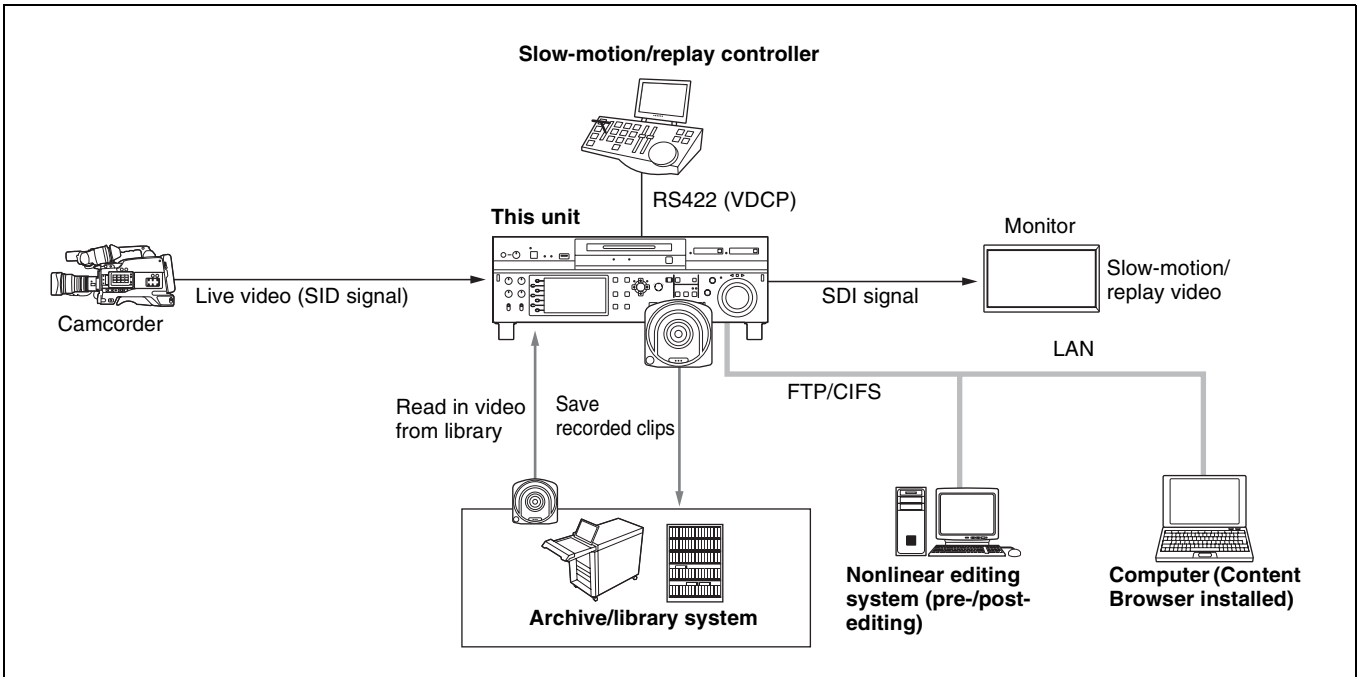 Slow-motion/replay controller
RS422 (VDCP)
This unit
Monitor
Live video (SID signal)
SDI signal
Slow-motion/
replay video
Camcorder
LAN
FTP/CIFS
Read in video
from library
Save
recorded clips
Archive/library system
Nonlinear editing
system (pre-/post-
editing)
Computer (Content
Browser installed)